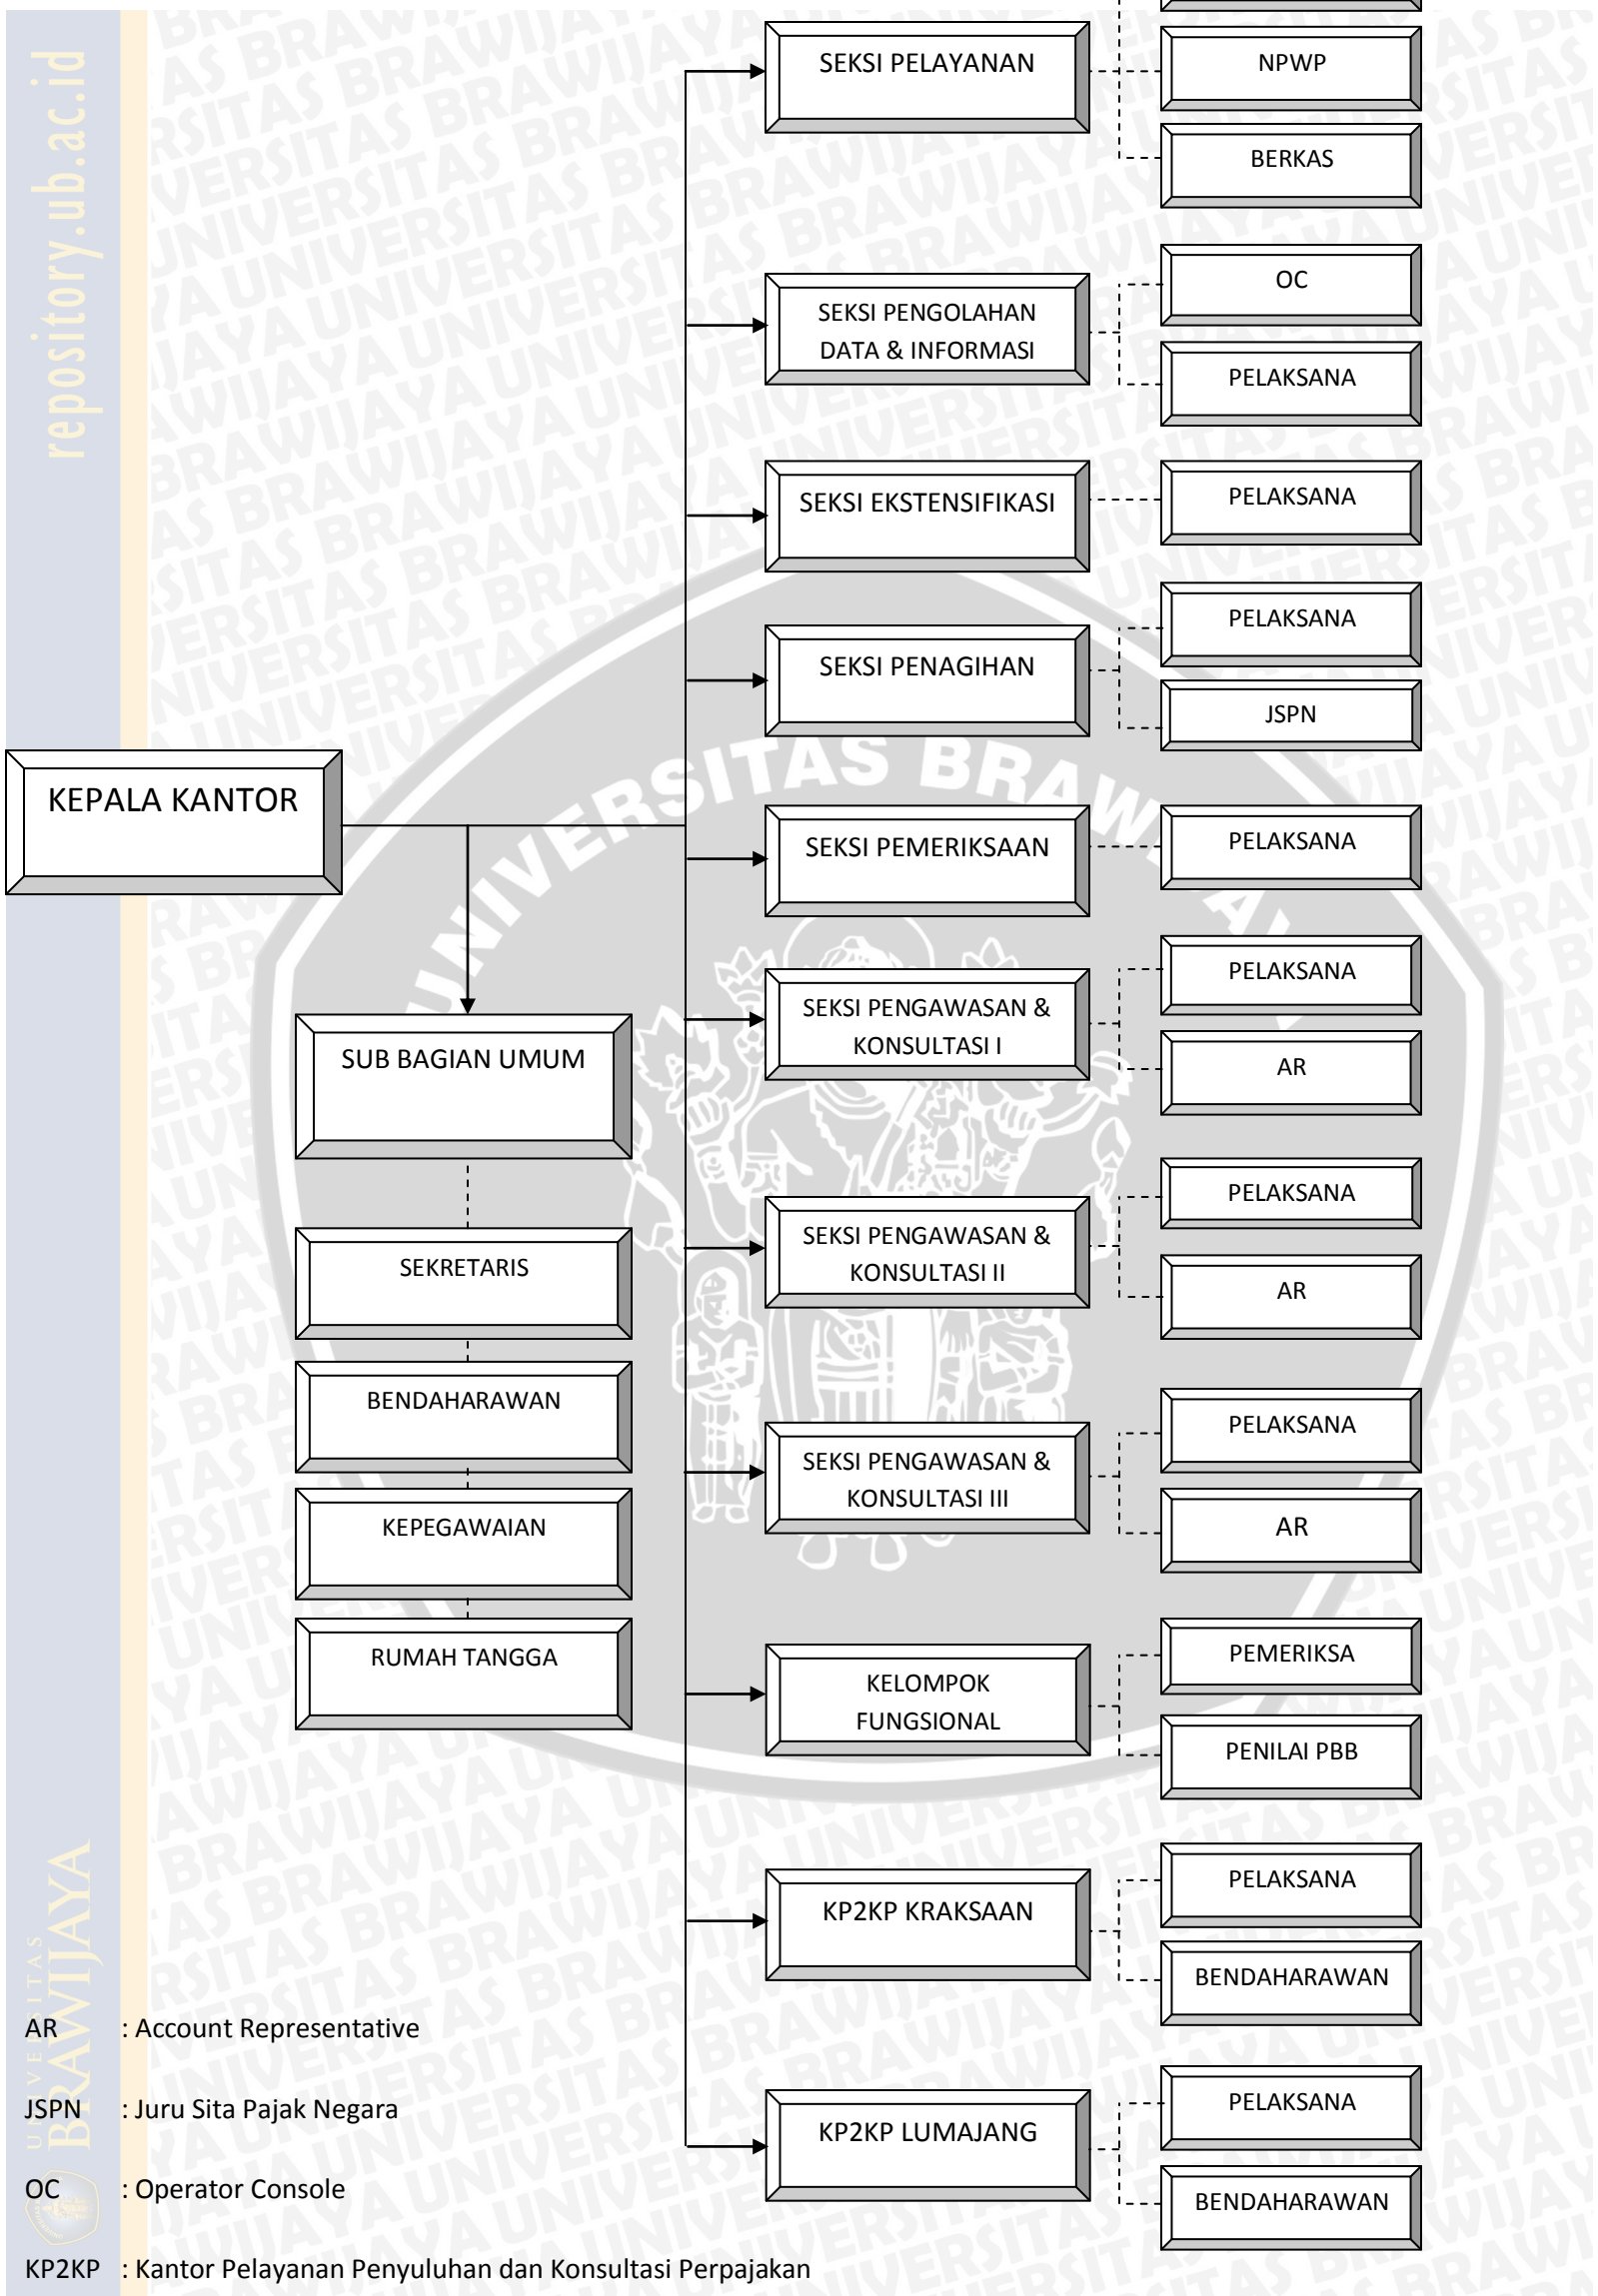 repository.ub.ac.id
SEKSI PELAYANAN
NPWP
BERKAS
SEKSI PENGOLAHAN
DATA & INFORMASI
OC
PELAKSANA
SEKSI EKSTENSIFIKASI
PELAKSANA
SEKSI PENAGIHAN
PELAKSANA
JSPN
KEPALA KANTOR
SEKSI PEMERIKSAAN
PELAKSANA
SUB BAGIAN UMUM
SEKSI PENGAWASAN &
KONSULTASI I
PELAKSANA
AR
SEKRETARIS
SEKSI PENGAWASAN &
KONSULTASI II
PELAKSANA
AR
BENDAHARAWAN
KEPEGAWAIAN
SEKSI PENGAWASAN &
KONSULTASI III
PELAKSANA
AR
RUMAH TANGGA
KELOMPOK
FUNGSIONAL
PEMERIKSA
PENILAI PBB
KP2KP KRAKSAAN
PELAKSANA
BENDAHARAWAN
KP2KP LUMAJANG
PELAKSANA
BENDAHARAWAN
AR : Account Representative
JSPN : Juru Sita Pajak Negara
OC : Operator Console
KP2KP : Kantor Pelayanan Penyuluhan dan Konsultasi Perpajakan
UNIVERSITAS
BRAWIJAYA
UNIVERSITAS BRAWIJAYA